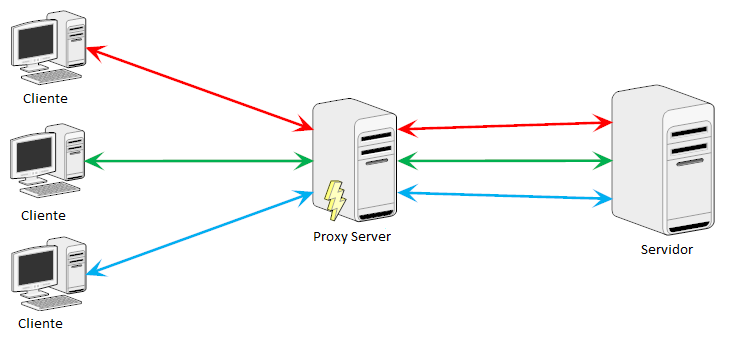 Cliente
Cliente
Proxy Server
Servidor
Cliente